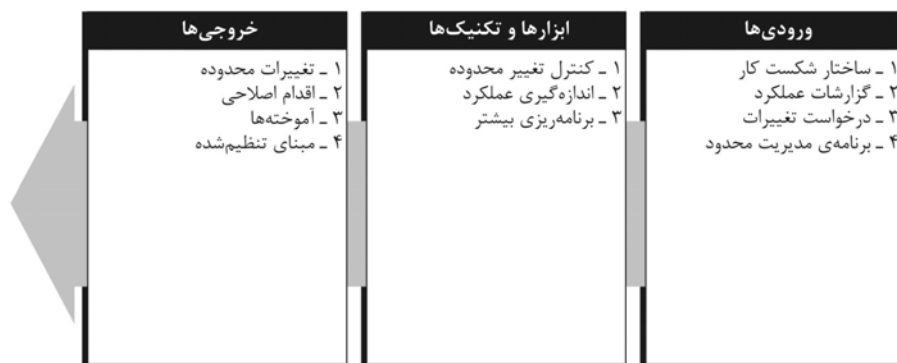 ورودی‌ها
۱ ـ ساختار شکست کار
۲ ـ گزارشات عملکرد
۳ ـ درخواست تغییرات
۴ ـ برنامه‌ی مدیریت محدود
ابزارها و تکنیک‌ها
۱ ـ کنترل تغییر محدوده
۲ ـ اندازه‌گیری عملکرد
۳ ـ برنامه‌ریزی بیشتر
خروجی‌ها
۱ ـ تغییرات محدوده
۲ ـ اقدام اصلاحی
۳ ـ آموخته‌ها
۴ ـ مبنای تنظیم‌شده